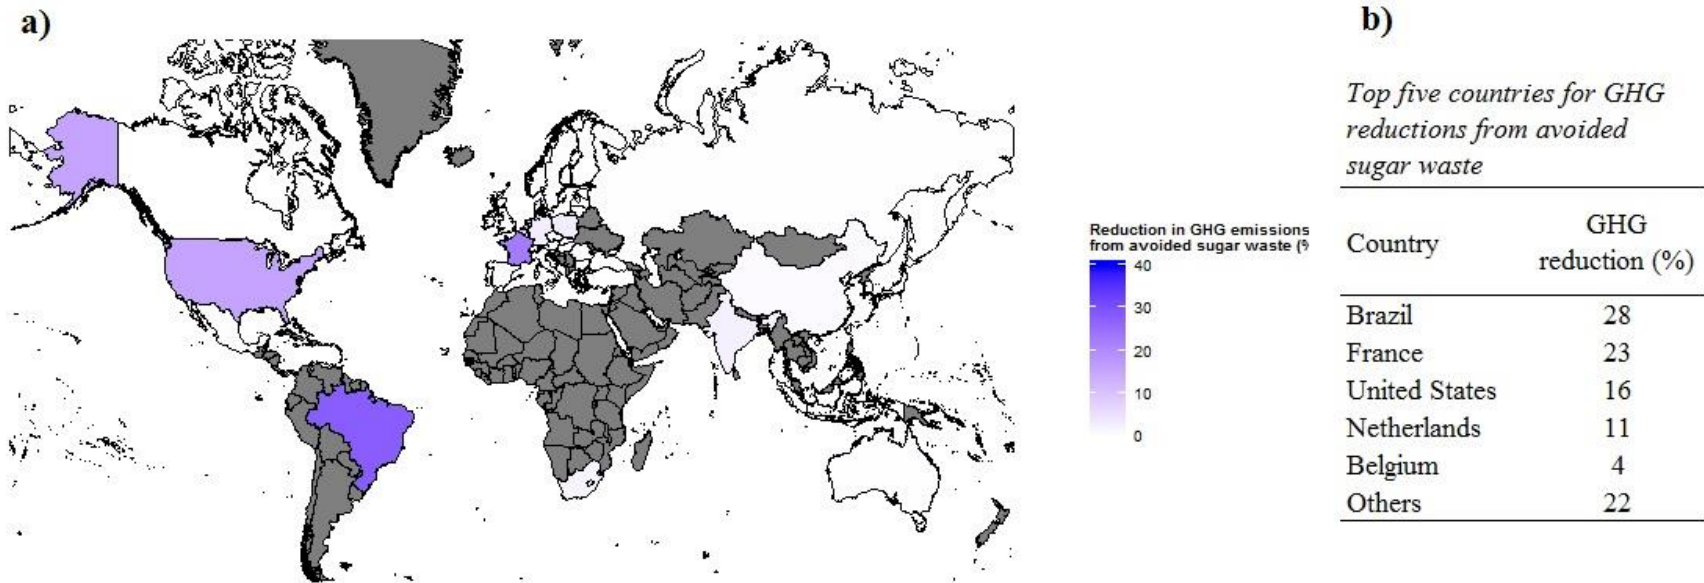 a)
b)
Reduction in GHG emissions
from avoided sugar waste (%
40
30
20
10
0
Top five countries for GHG
reductions from avoided
sugar waste
Country GHG
reduction (%)
Brazil 28
France 23
United States 16
Netherlands 11
Belgium 4
Others 22